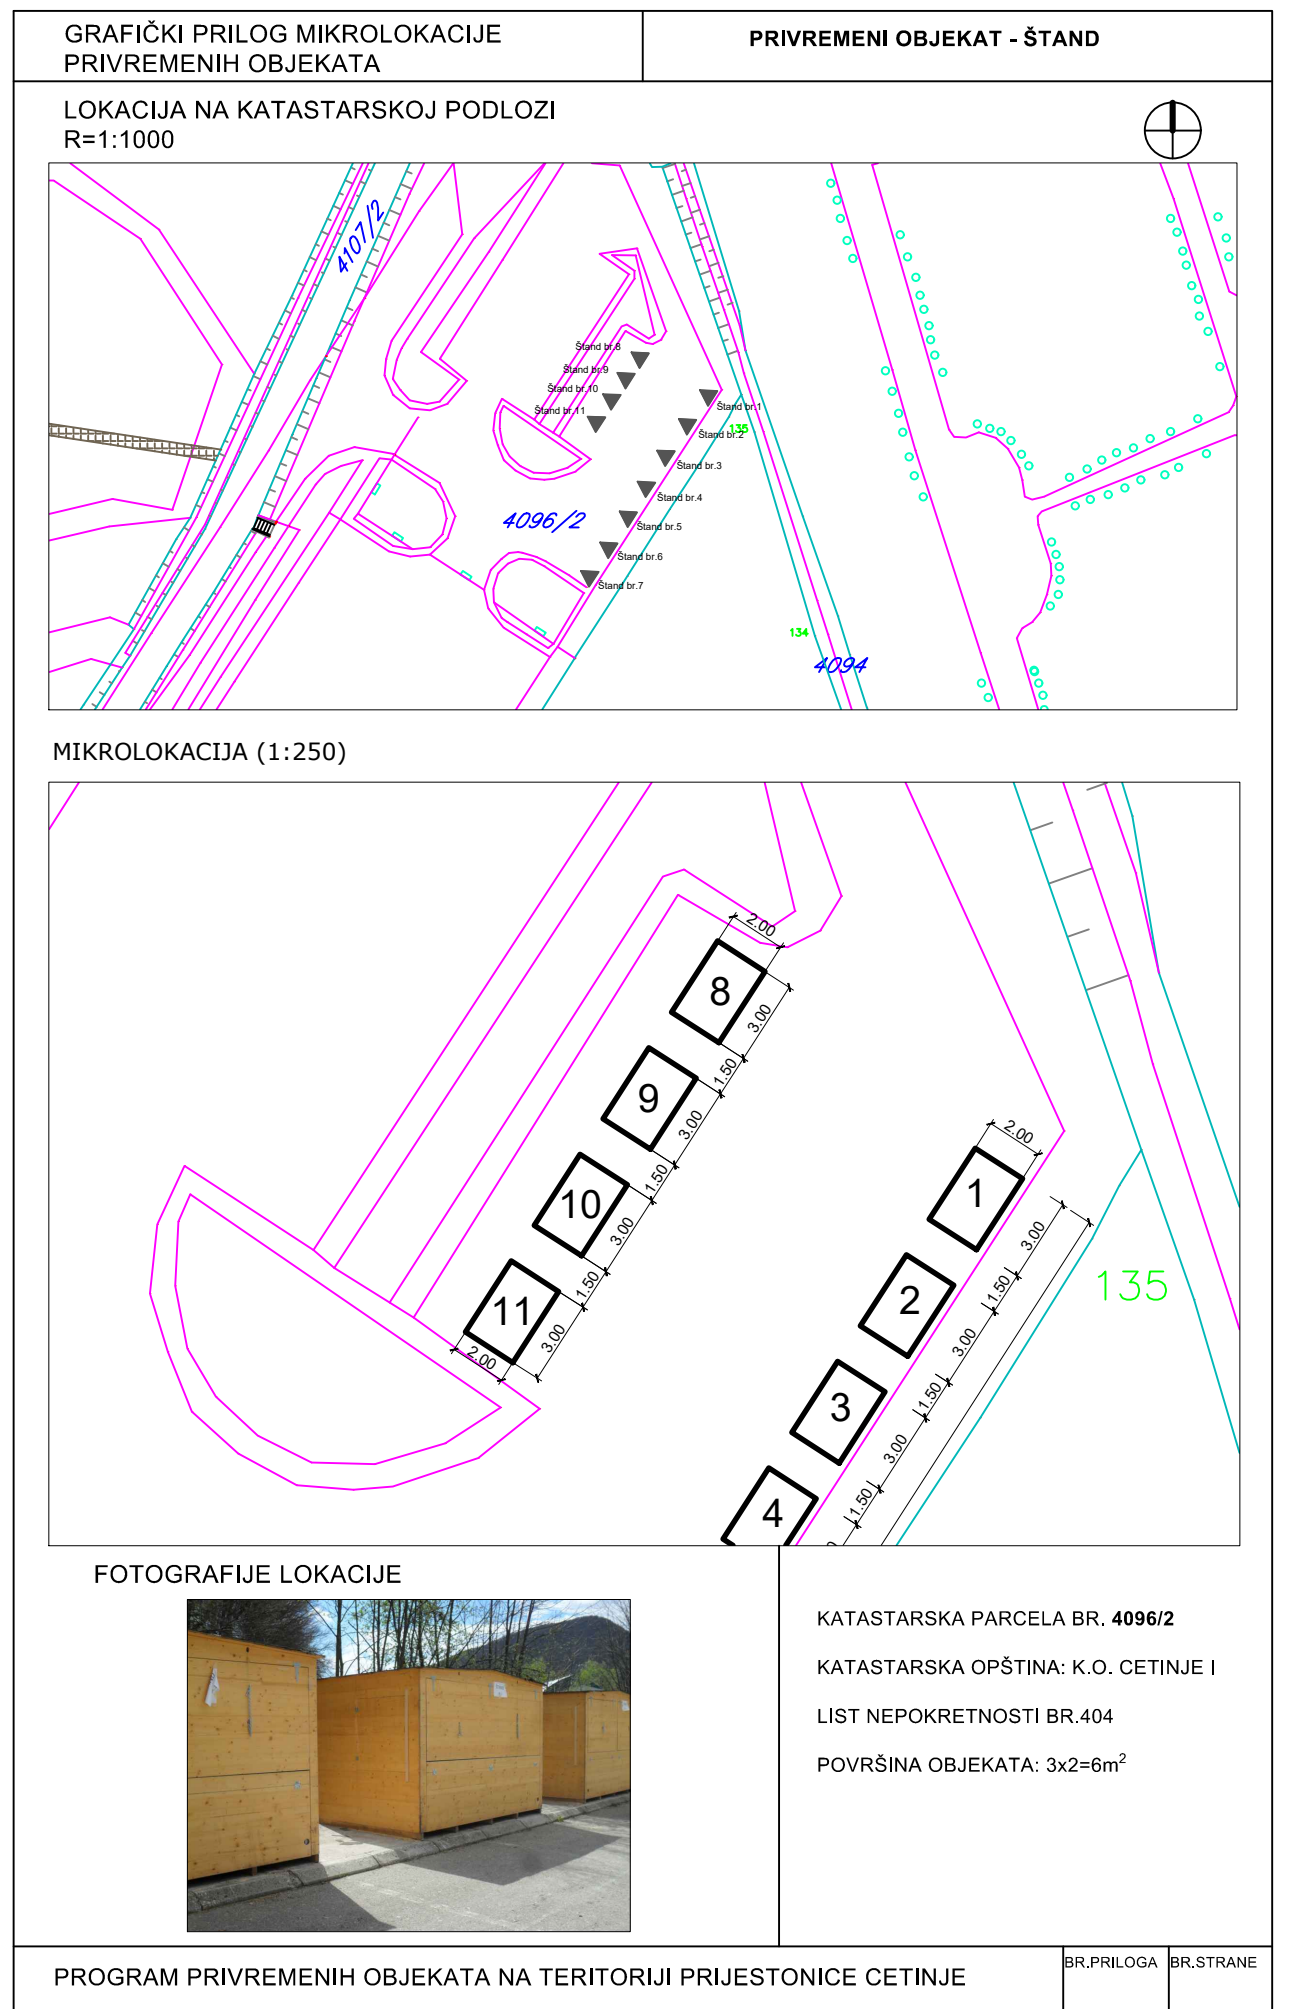 GRAFIČKI PRILOG MIKROLOKACIJE
PRIVREMENIH OBJEKATA
PRIVREMENI OBJEKAT - ŠTAND
LOKACIJA NA KATASTARSKOJ PODLOZI
R=1:1000
4107/2
Štand br.8
Štand br.9
Štand br.10
Štand br.11
Štand br.1
135
Štand br.2
Štand br.3
Štand br.4
4096/2
Štand br.5
Štand br.6
Štand br.7
134
4094
MIKROLOKACIJA (1:250)
2.00
8
3.00
1.50
9
3.00
1.50
10
3.00
1.50
11
3.00
2.00
2.00
1
3.00
1.50
2
3.00
1.50
3
3.00
1.50
4
135
FOTOGRAFIJE LOKACIJE
KATASTARSKA PARCELA BR. 4096/2
KATASTARSKA OPŠTINA: K.O. CETINJE I
LIST NEPOKRETNOSTI BR.404
POVRŠINA OBJEKATA: 3x2=6m²
PROGRAM PRIVREMENIH OBJEKATA NA TERITORIJI PRIJESTONICE CETINJE
BR.PRILOGA
BR.STRANE